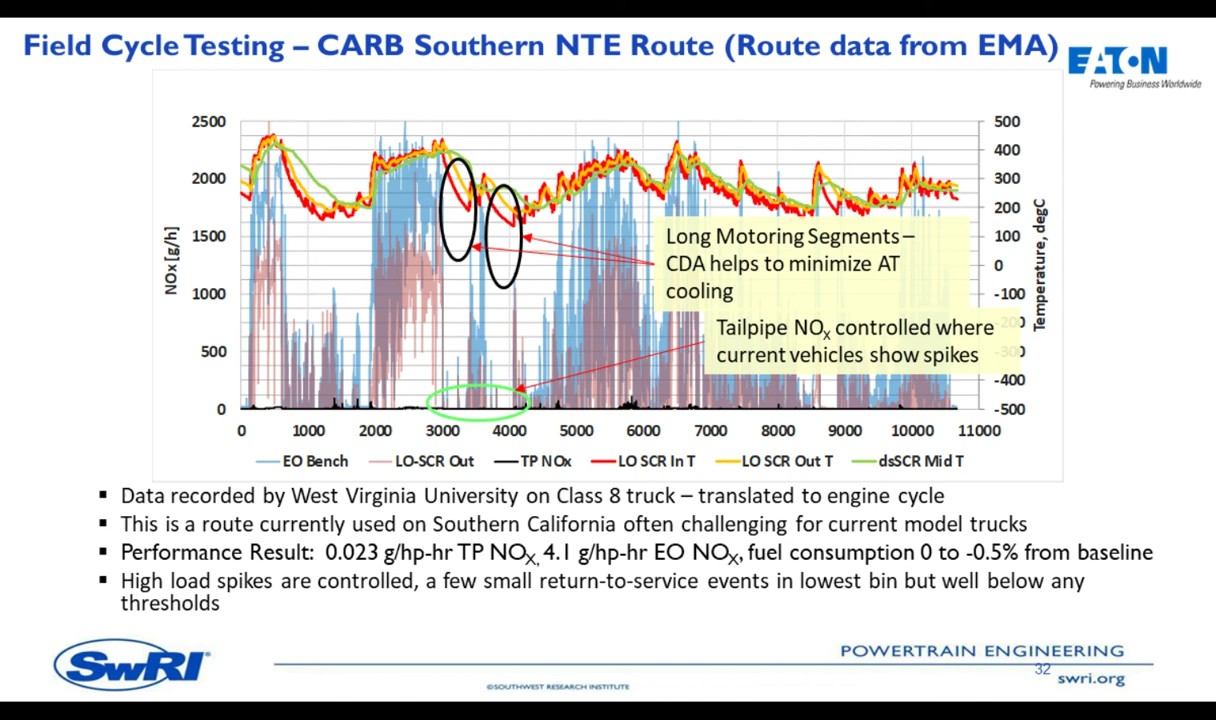 Field Cycle Testing – CARB Southern NTE Route (Route data from EMA)
EATON
Powering Business Worldwide
NOx [g/h]
2500
2000
1500
1000
500
0
500
400
300
200
100
0
-100
-400
-500
Temperature, degC
Long Motoring Segments –
CDA helps to minimize AT
cooling
Tailpipe NOX controlled where
current vehicles show spikes
0 1000 2000 3000 4000 5000 6000 7000 8000 9000 10000 11000
EO Bench LO-SCR Out TP NOx LO SCR In T LO SCR Out T dsSCR Mid T
▪ Data recorded by West Virginia University on Class 8 truck – translated to engine cycle
▪ This is a route currently used on Southern California often challenging for current model trucks
▪ Performance Result: 0.023 g/hp-hr TP NOX, 4.1 g/hp-hr EO NOX, fuel consumption 0 to -0.5% from baseline
▪ High load spikes are controlled, a few small return-to-service events in lowest bin but well below any
thresholds
SwRI
POWERTRAIN ENGINEERING
32
swri.org
©SOUTHWEST RESEARCH INSTITUTE